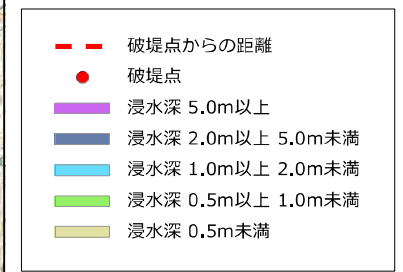 破堤点からの距離
破堤点
浸水深 5.0m以上
浸水深 2.0m以上 5.0m未満
浸水深 1.0m以上 2.0m未満
浸水深 0.5m以上 1.0m未満
浸水深 0.5m未満